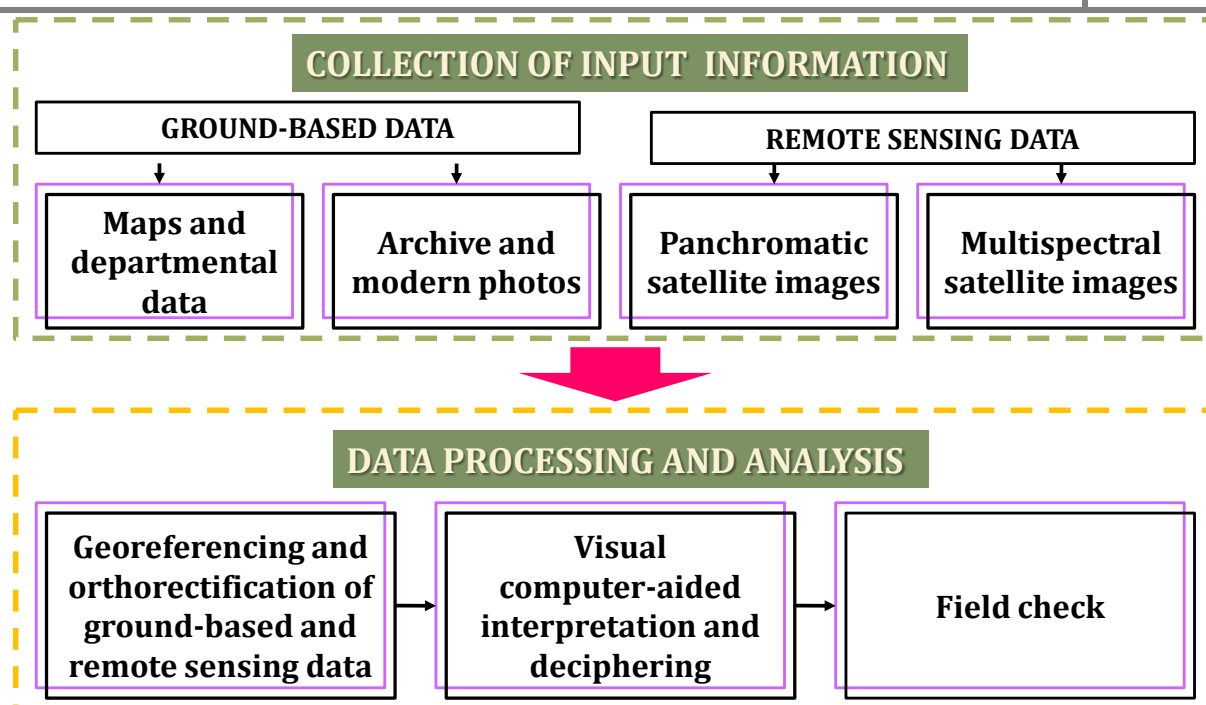 COLLECTION OF INPUT INFORMATION
GROUND-BASED DATA
REMOTE SENSING DATA
Maps and
departmental
data
Archive and
modern photos
Panchromatic
satellite images
Multispectral
satellite images
DATA PROCESSING AND ANALYSIS
Georeferencing and
orthorectification of
ground-based and
remote sensing data
Visual
computer-aided
interpretation and
deciphering
Field check